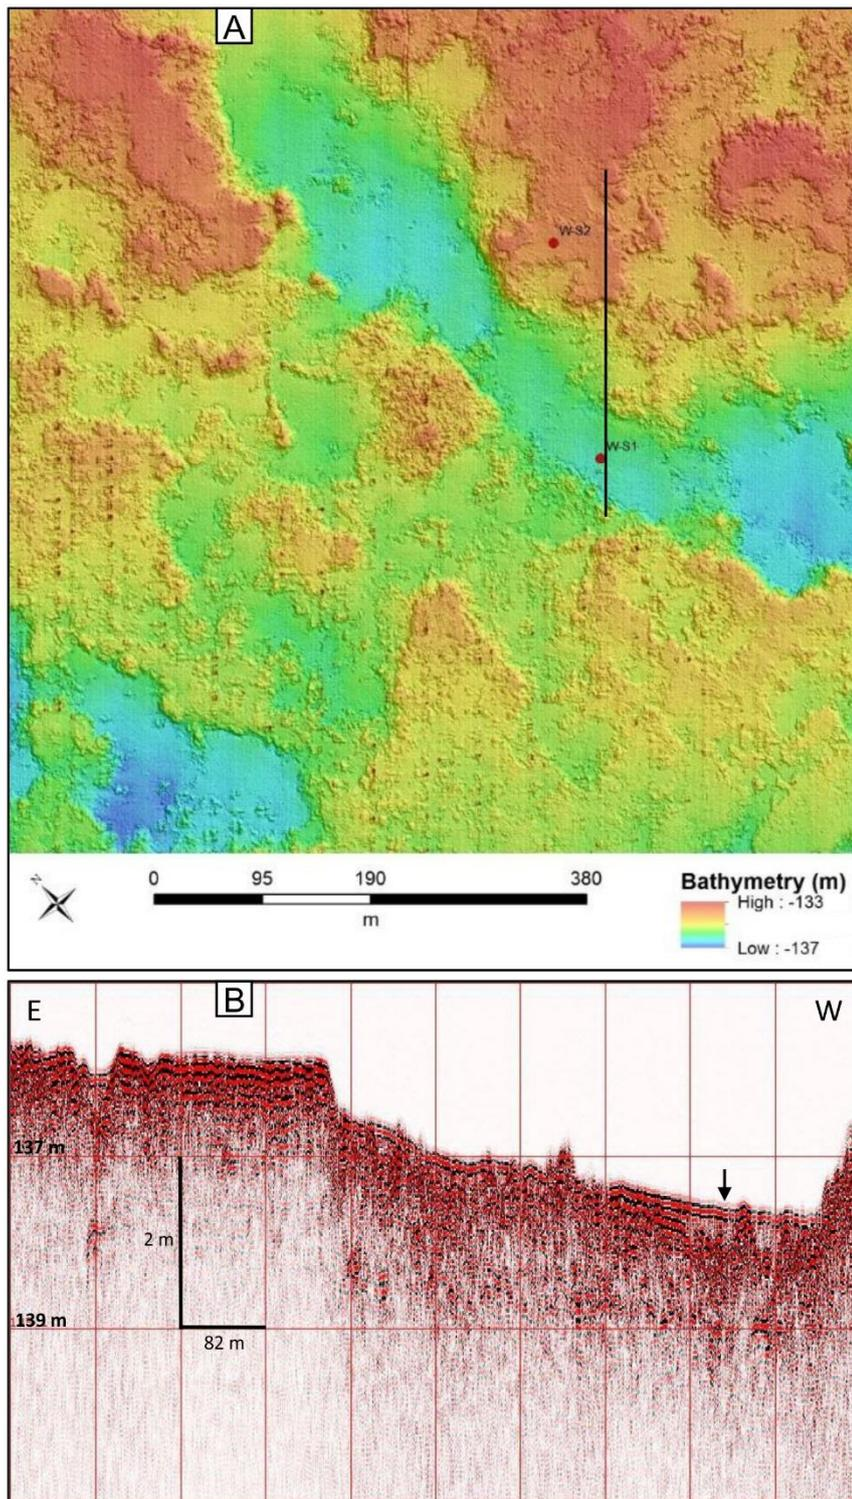 A
W-S2
W-S1
N
0 95 190 380
m
Bathymetry (m)
High : -133
Low : -137
B
E W
137 m
2 m
139 m
82 m